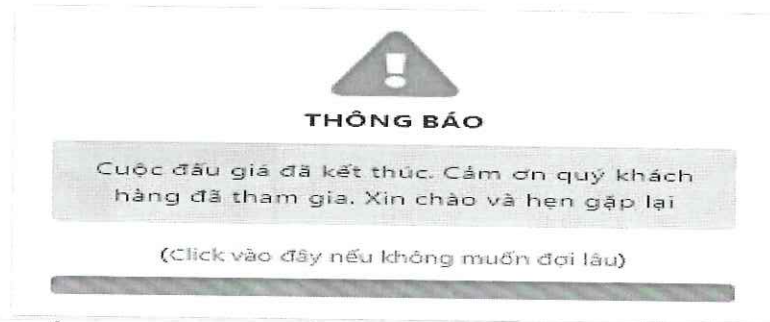 THÔNG BÁO
Cuộc đấu giá đã kết thúc. Cảm ơn quý khách
hàng đã tham gia. Xin chào và hẹn gặp lại
(Click vào đây nếu không muốn đợi lâu)